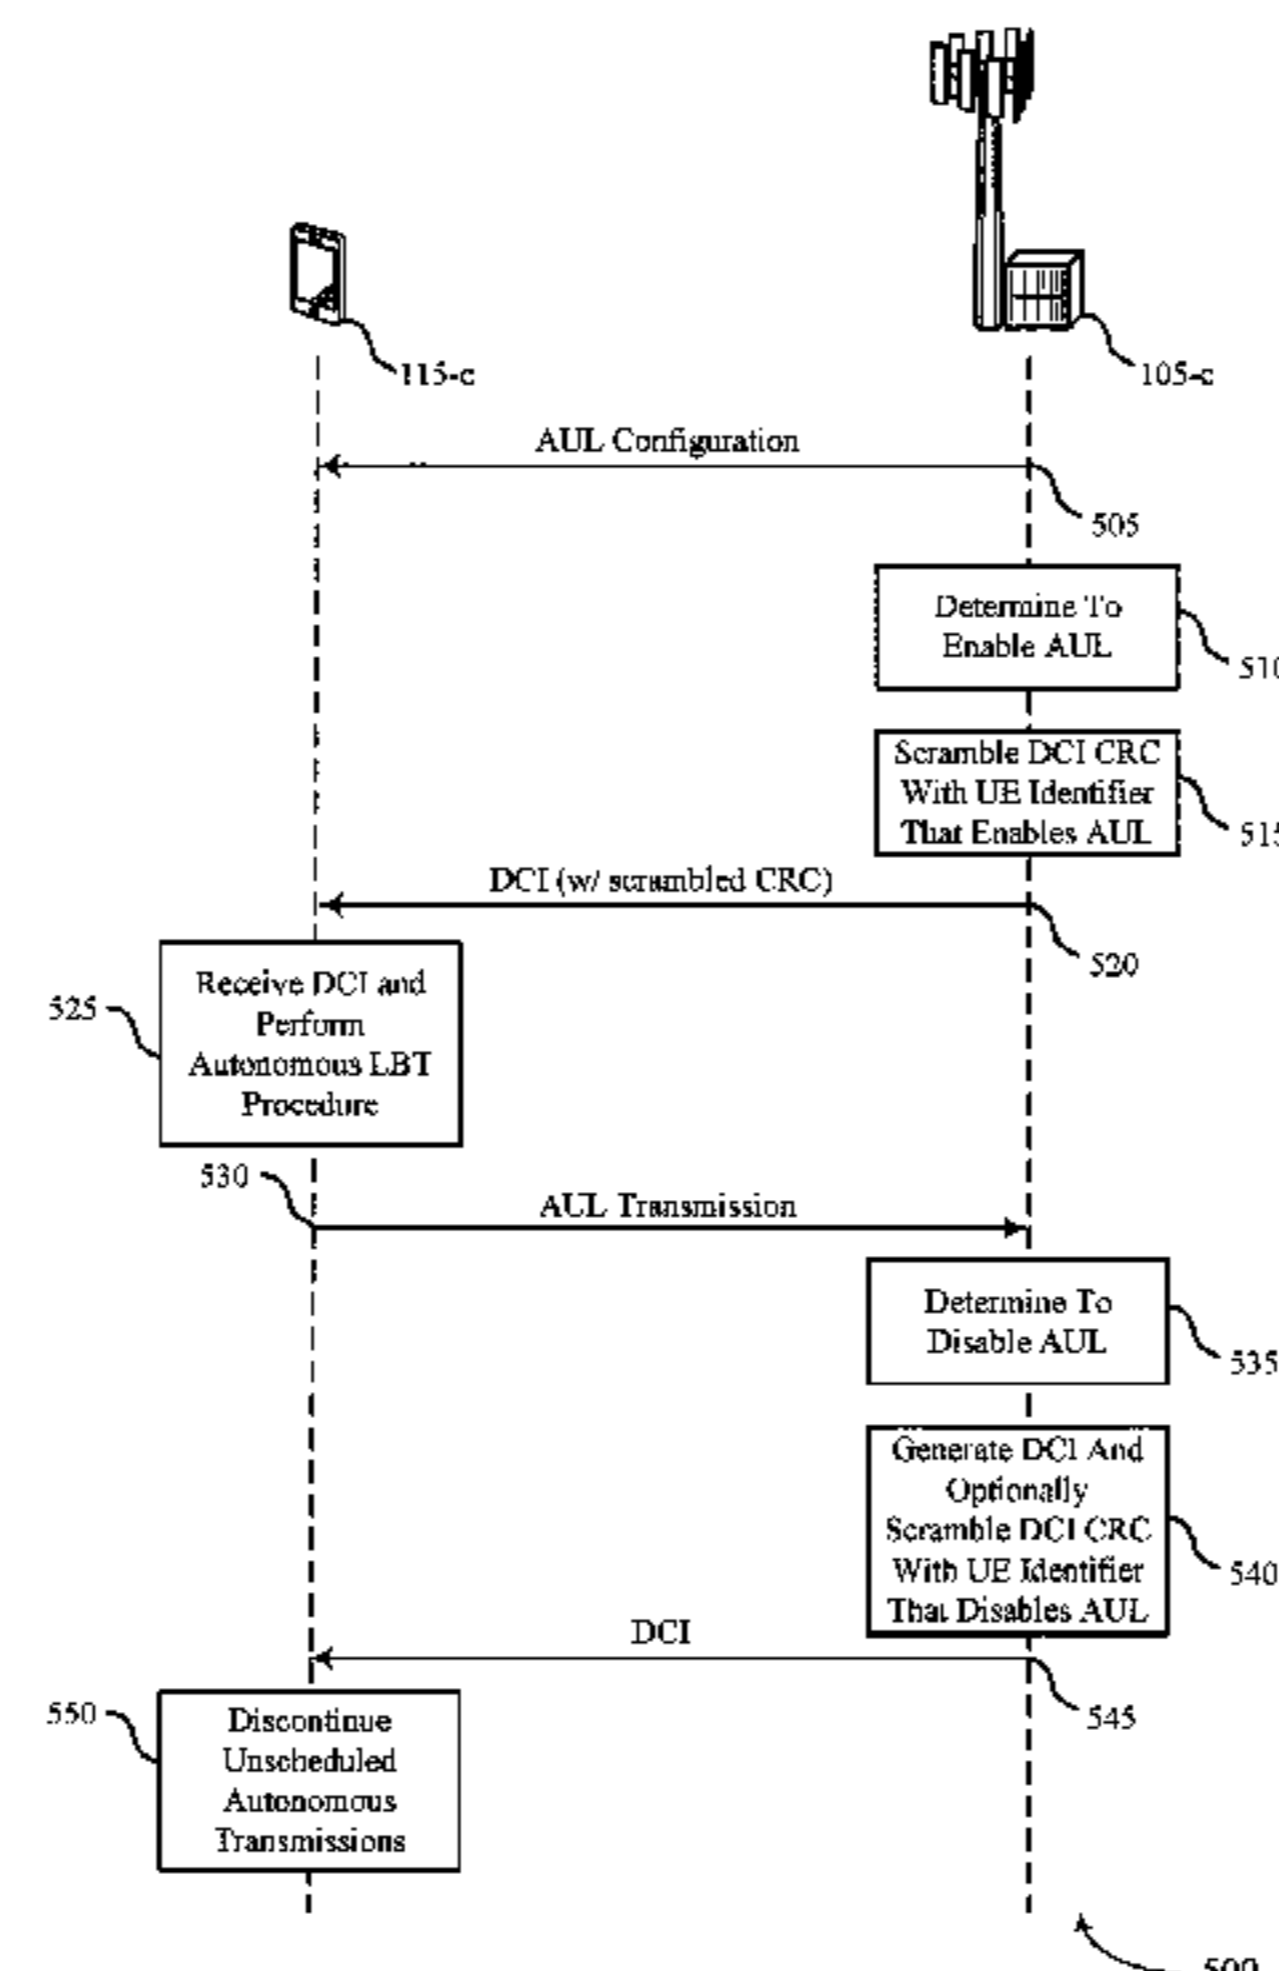 115-c
105-c
AUL Configuration
505
Determine To
Enable AUL
510
Scramble DCI CRC
With UE Identifier
That Enables AUL
515
DCI (w/ scrambled CRC)
520
Receive DCI and
Perform
Autonomous LBT
Procedure
525
530
AUL Transmission
Determine To
Disable AUL
535
Generate DCI And
Optionally
Scramble DCI CRC
With UE Identifier
That Disables AUL
540
DCI
545
550
Discontinue
Unscheduled
Autonomous
Transmissions
500